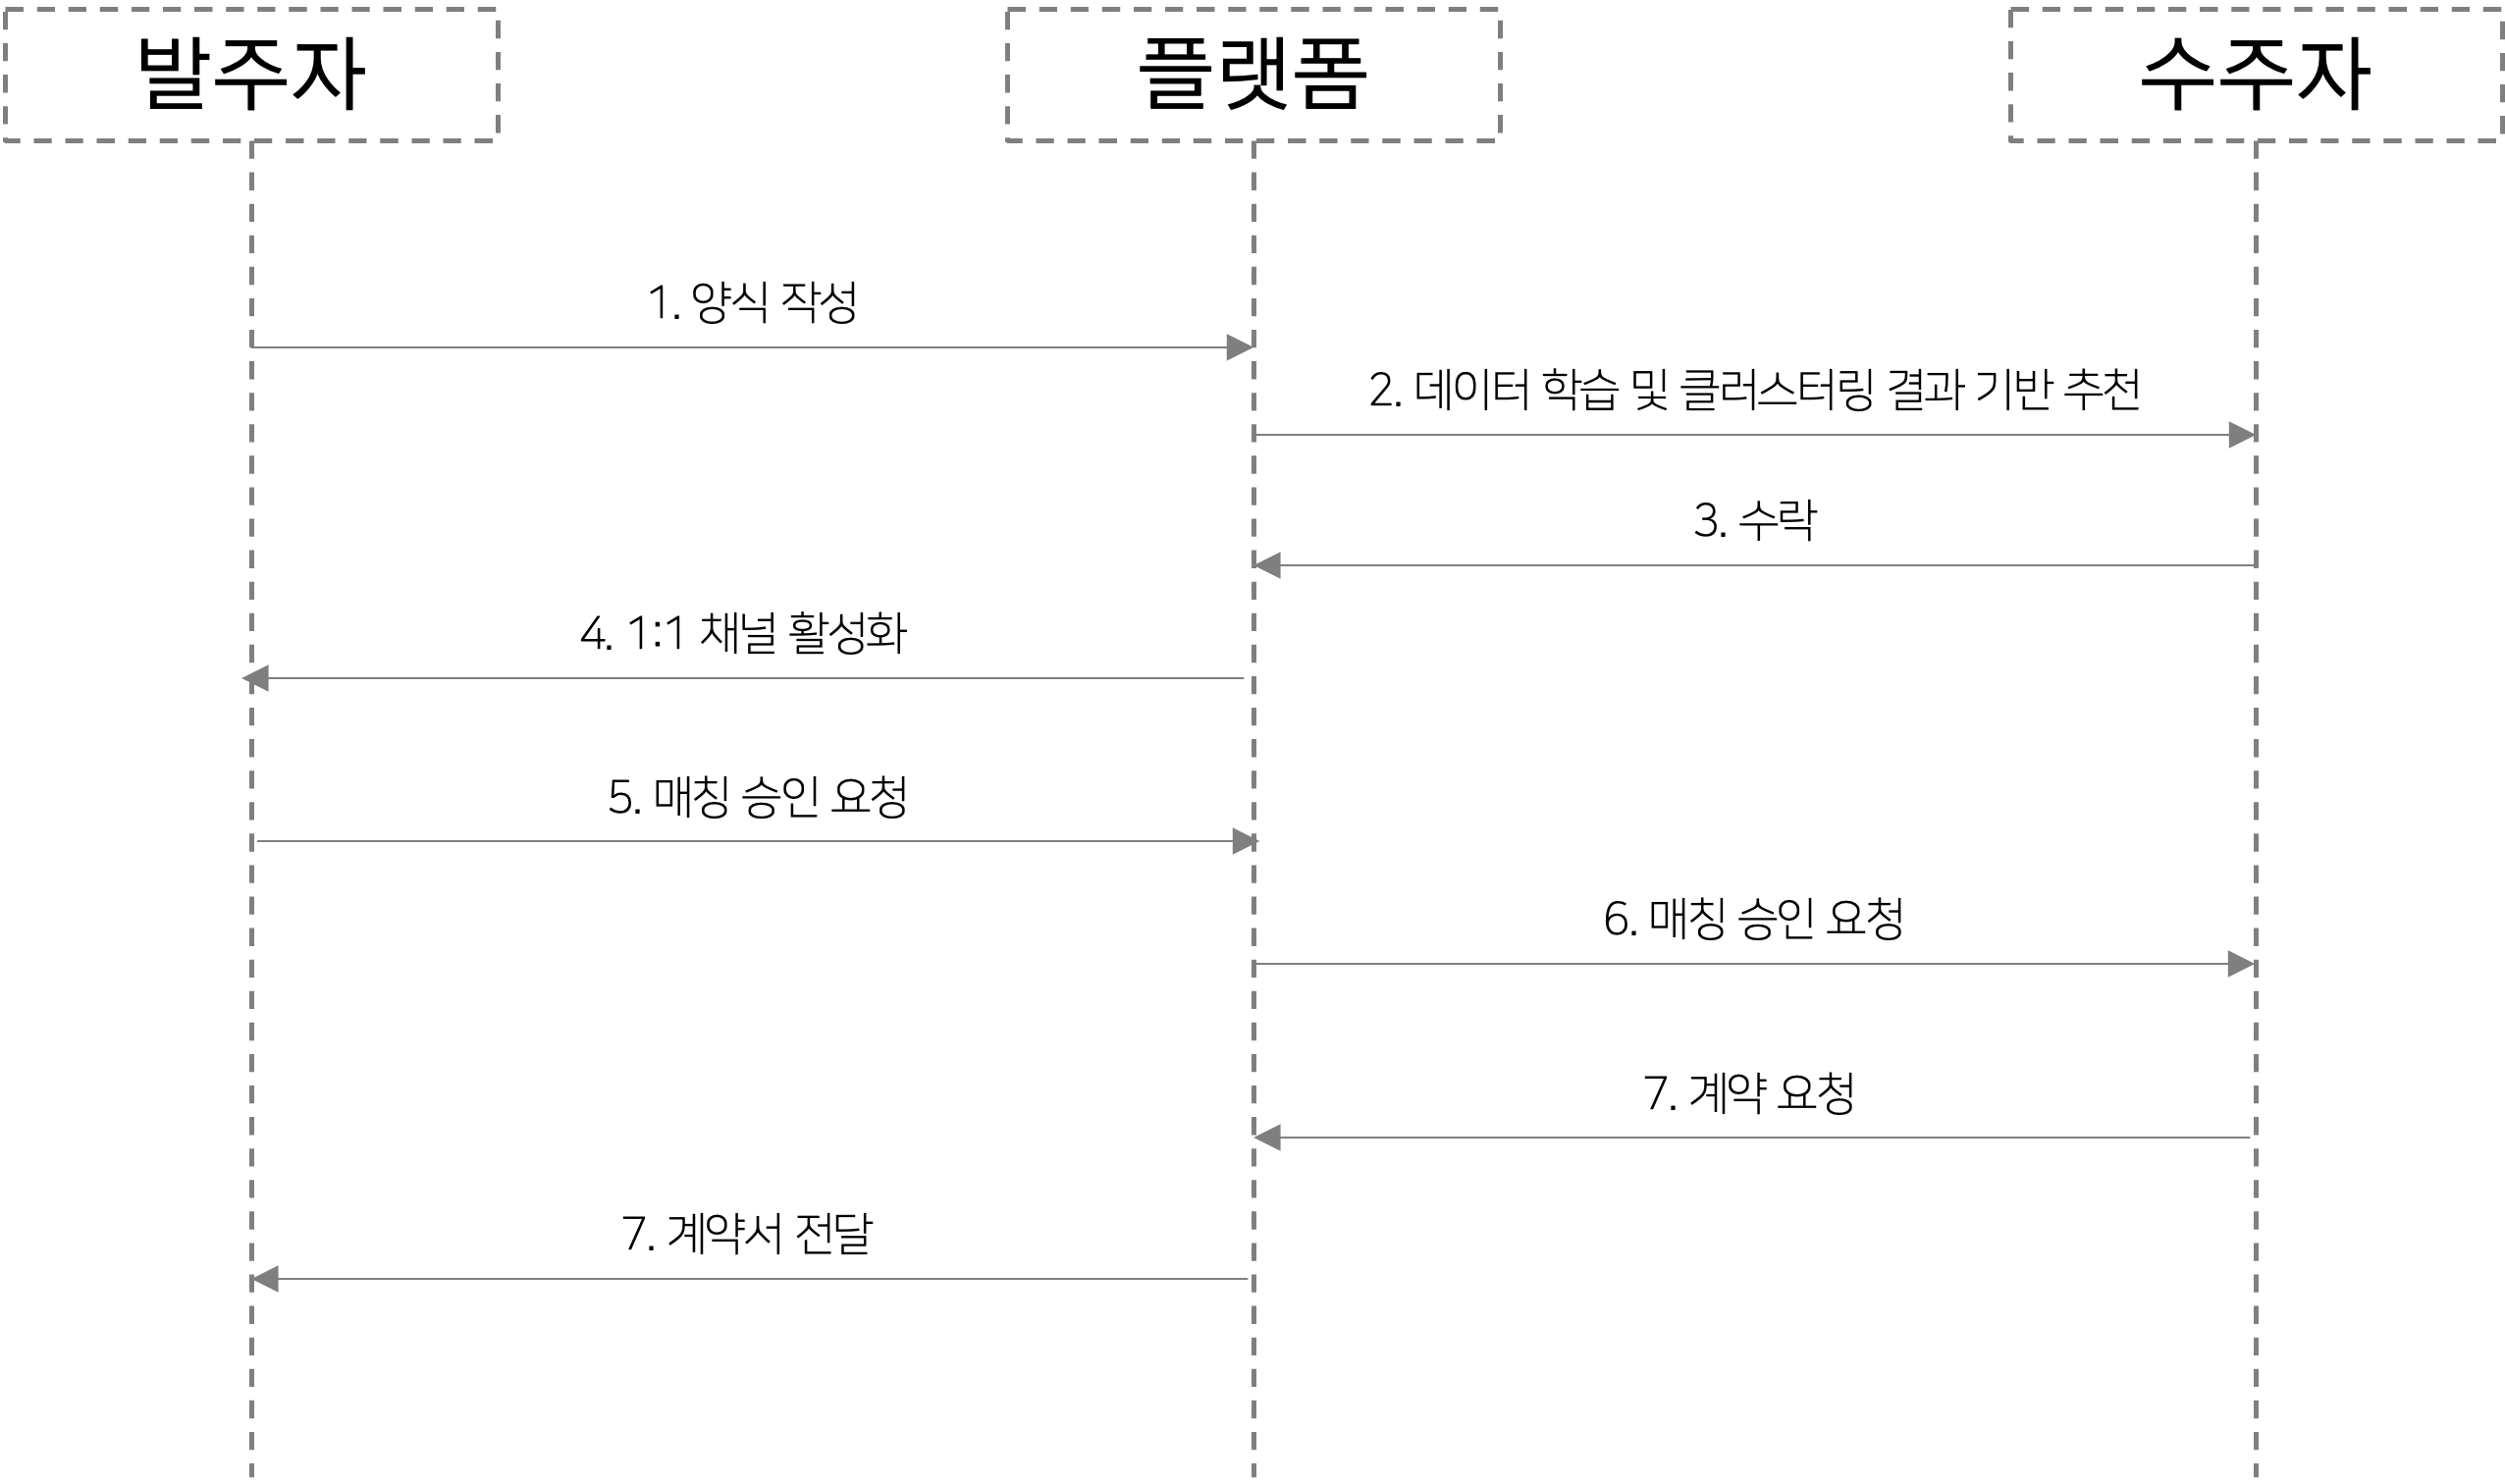 발주자
플랫폼
수주자
1. 양식 작성
2. 데이터 학습 및 클러스터링 결과 기반 추천
3. 수락
4. 1:1 채널 활성화
5. 매칭 승인 요청
6. 매칭 승인 요청
7. 계약 요청
7. 계약서 전달